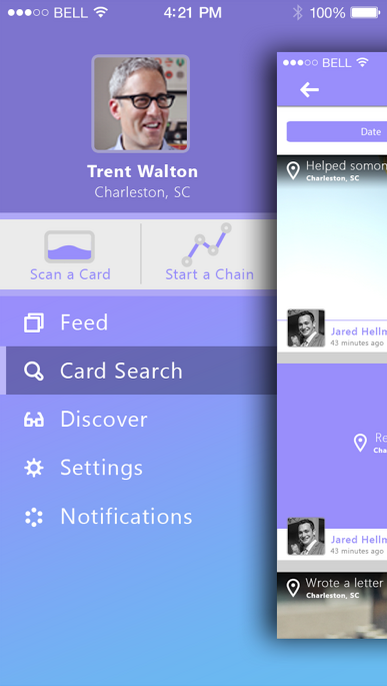 BELL 4:21 PM 100%
Trent Walton
Charleston, SC
Scan a Card
Start a Chain
Feed
Card Search
Discover
Settings
Notifications
BELL
Date
Helped somon
Charleston, SC
Jared Hellm
43 minutes ago
Re
Cha
Jared Hellm
43 minutes ago
Wrote a letter
Charleston, SC